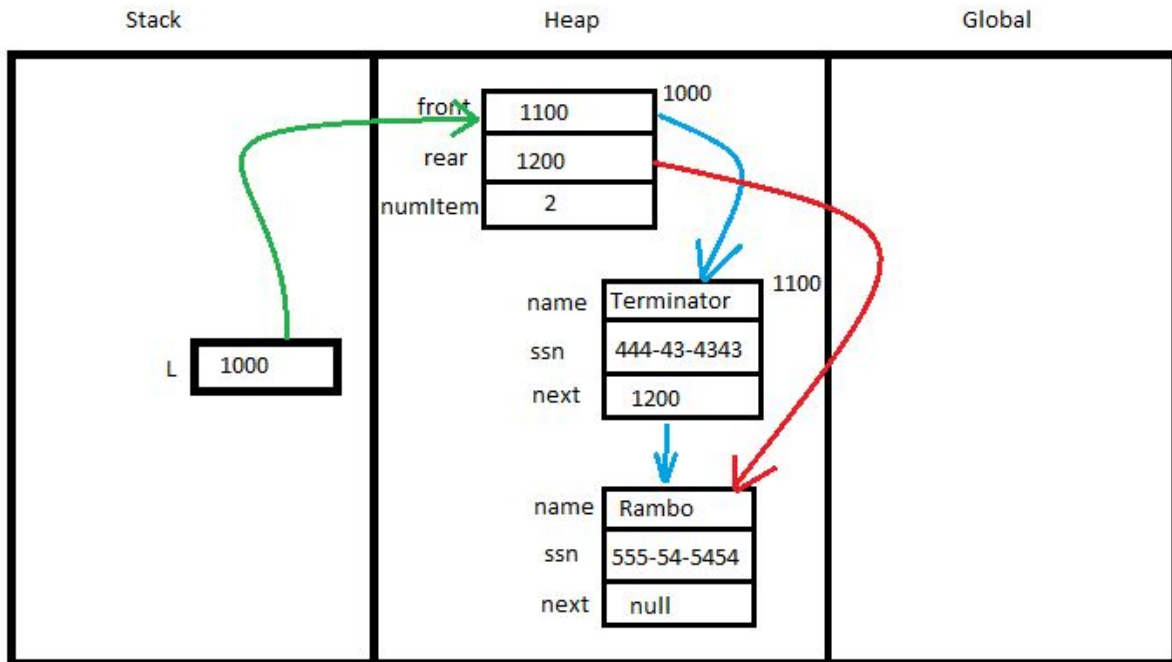 Stack Heap Global
front 1100 1000
rear 1200
numItem 2
1100
name Terminator
ssn 444-43-4343
L 1000
next 1200
name Rambo
ssn 555-54-5454
next null